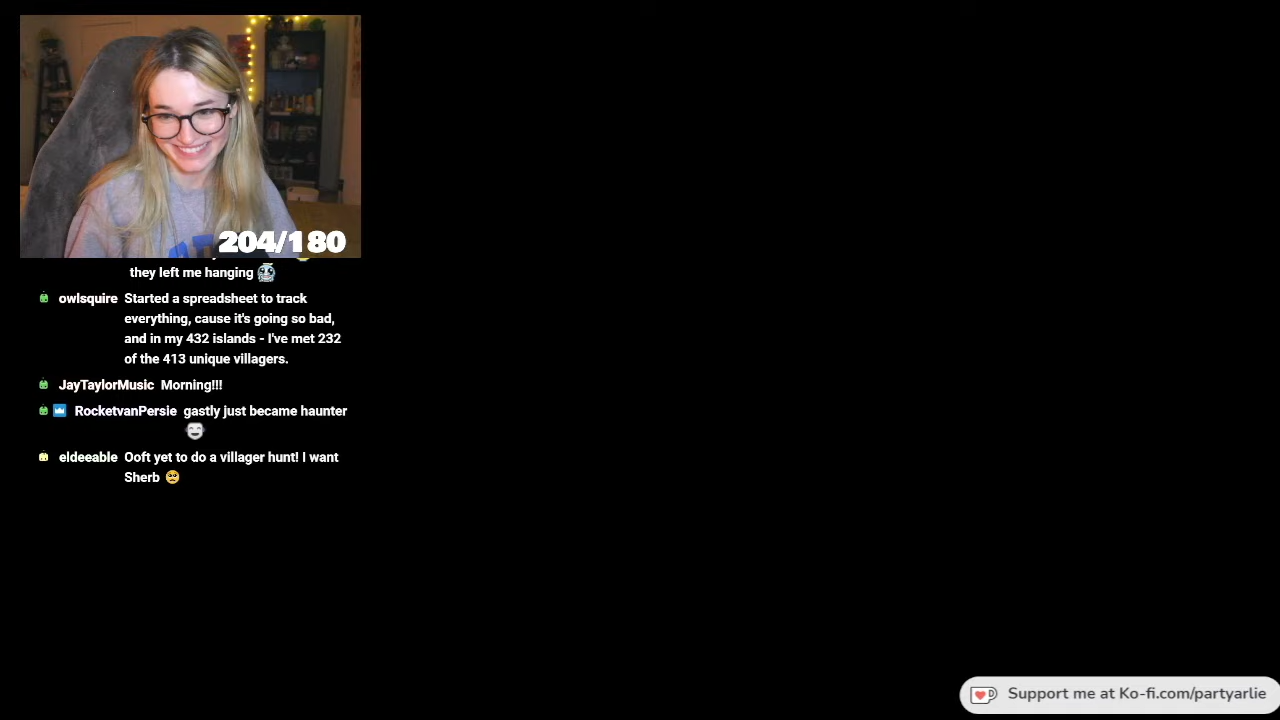 204/180
they left me hanging
owlsquire Started a spreadsheet to track
everything, cause it's going so bad,
and in my 432 islands - I've met 232
of the 413 unique villagers.
JayTaylorMusic Morning!!!
RocketvanPersie gastly just became haunter
eldeeable Ooft yet to do a villager hunt! I want
Sherb
Support me at Ko-fi.com/partyarlie